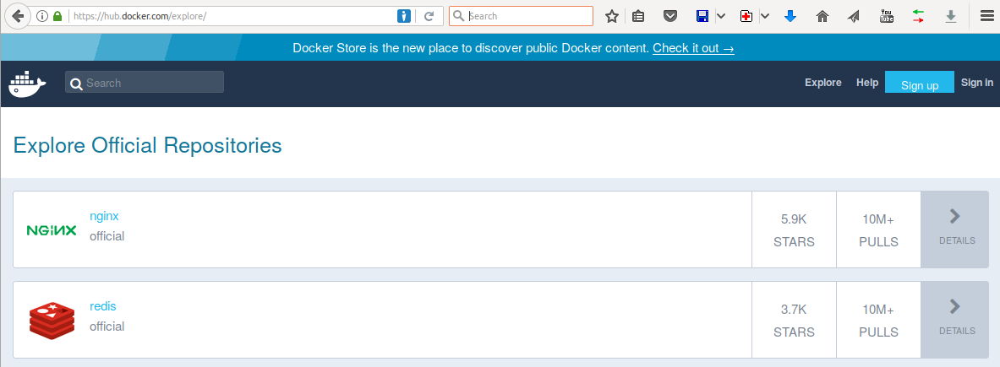 https://hub.docker.com/explore/
Search
You
Tube
Docker Store is the new place to discover public Docker content. Check it out →
Search
Explore
Help
Sign up
Sign in
Explore Official Repositories
NGINX
nginx
official
5.9K
STARS
10M+
PULLS
DETAILS
redis
official
3.7K
STARS
10M+
PULLS
DETAILS